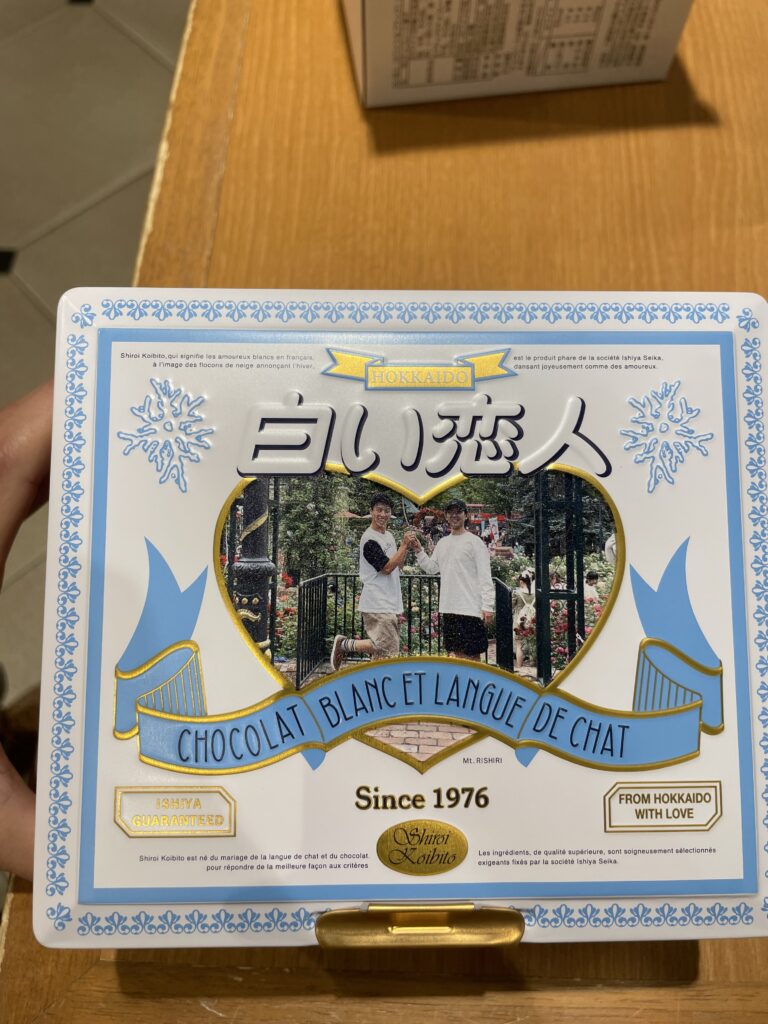 Shiroi Koibito, qui signifie les amoureux blancs en français,
à l'image des flocons de neige annonçant l'hiver,
est le produit phare de la société Ishiya Seika,
dansant joyeusement comme des amoureux.
HOKKAIDO
白い恋人
CHOCOLAT BLANC ET LANGUE DE CHAT
Mt. RISHIRI
Since 1976
ISHIYA
GUARANTEED
FROM HOKKAIDO
WITH LOVE
Shiroi
Koibito
Shiroi Koibito est né du mariage de la langue de chat et du chocolat
pour répondre de la meilleure façon aux critères
Les ingrédients, de qualité supérieure, sont soigneusement sélectionnés
exigeants fixés par la société Ishiya Seika.